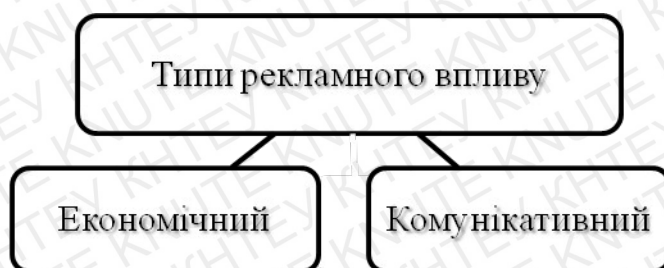 Типи рекламного впливу
Економічний
Комунікативний